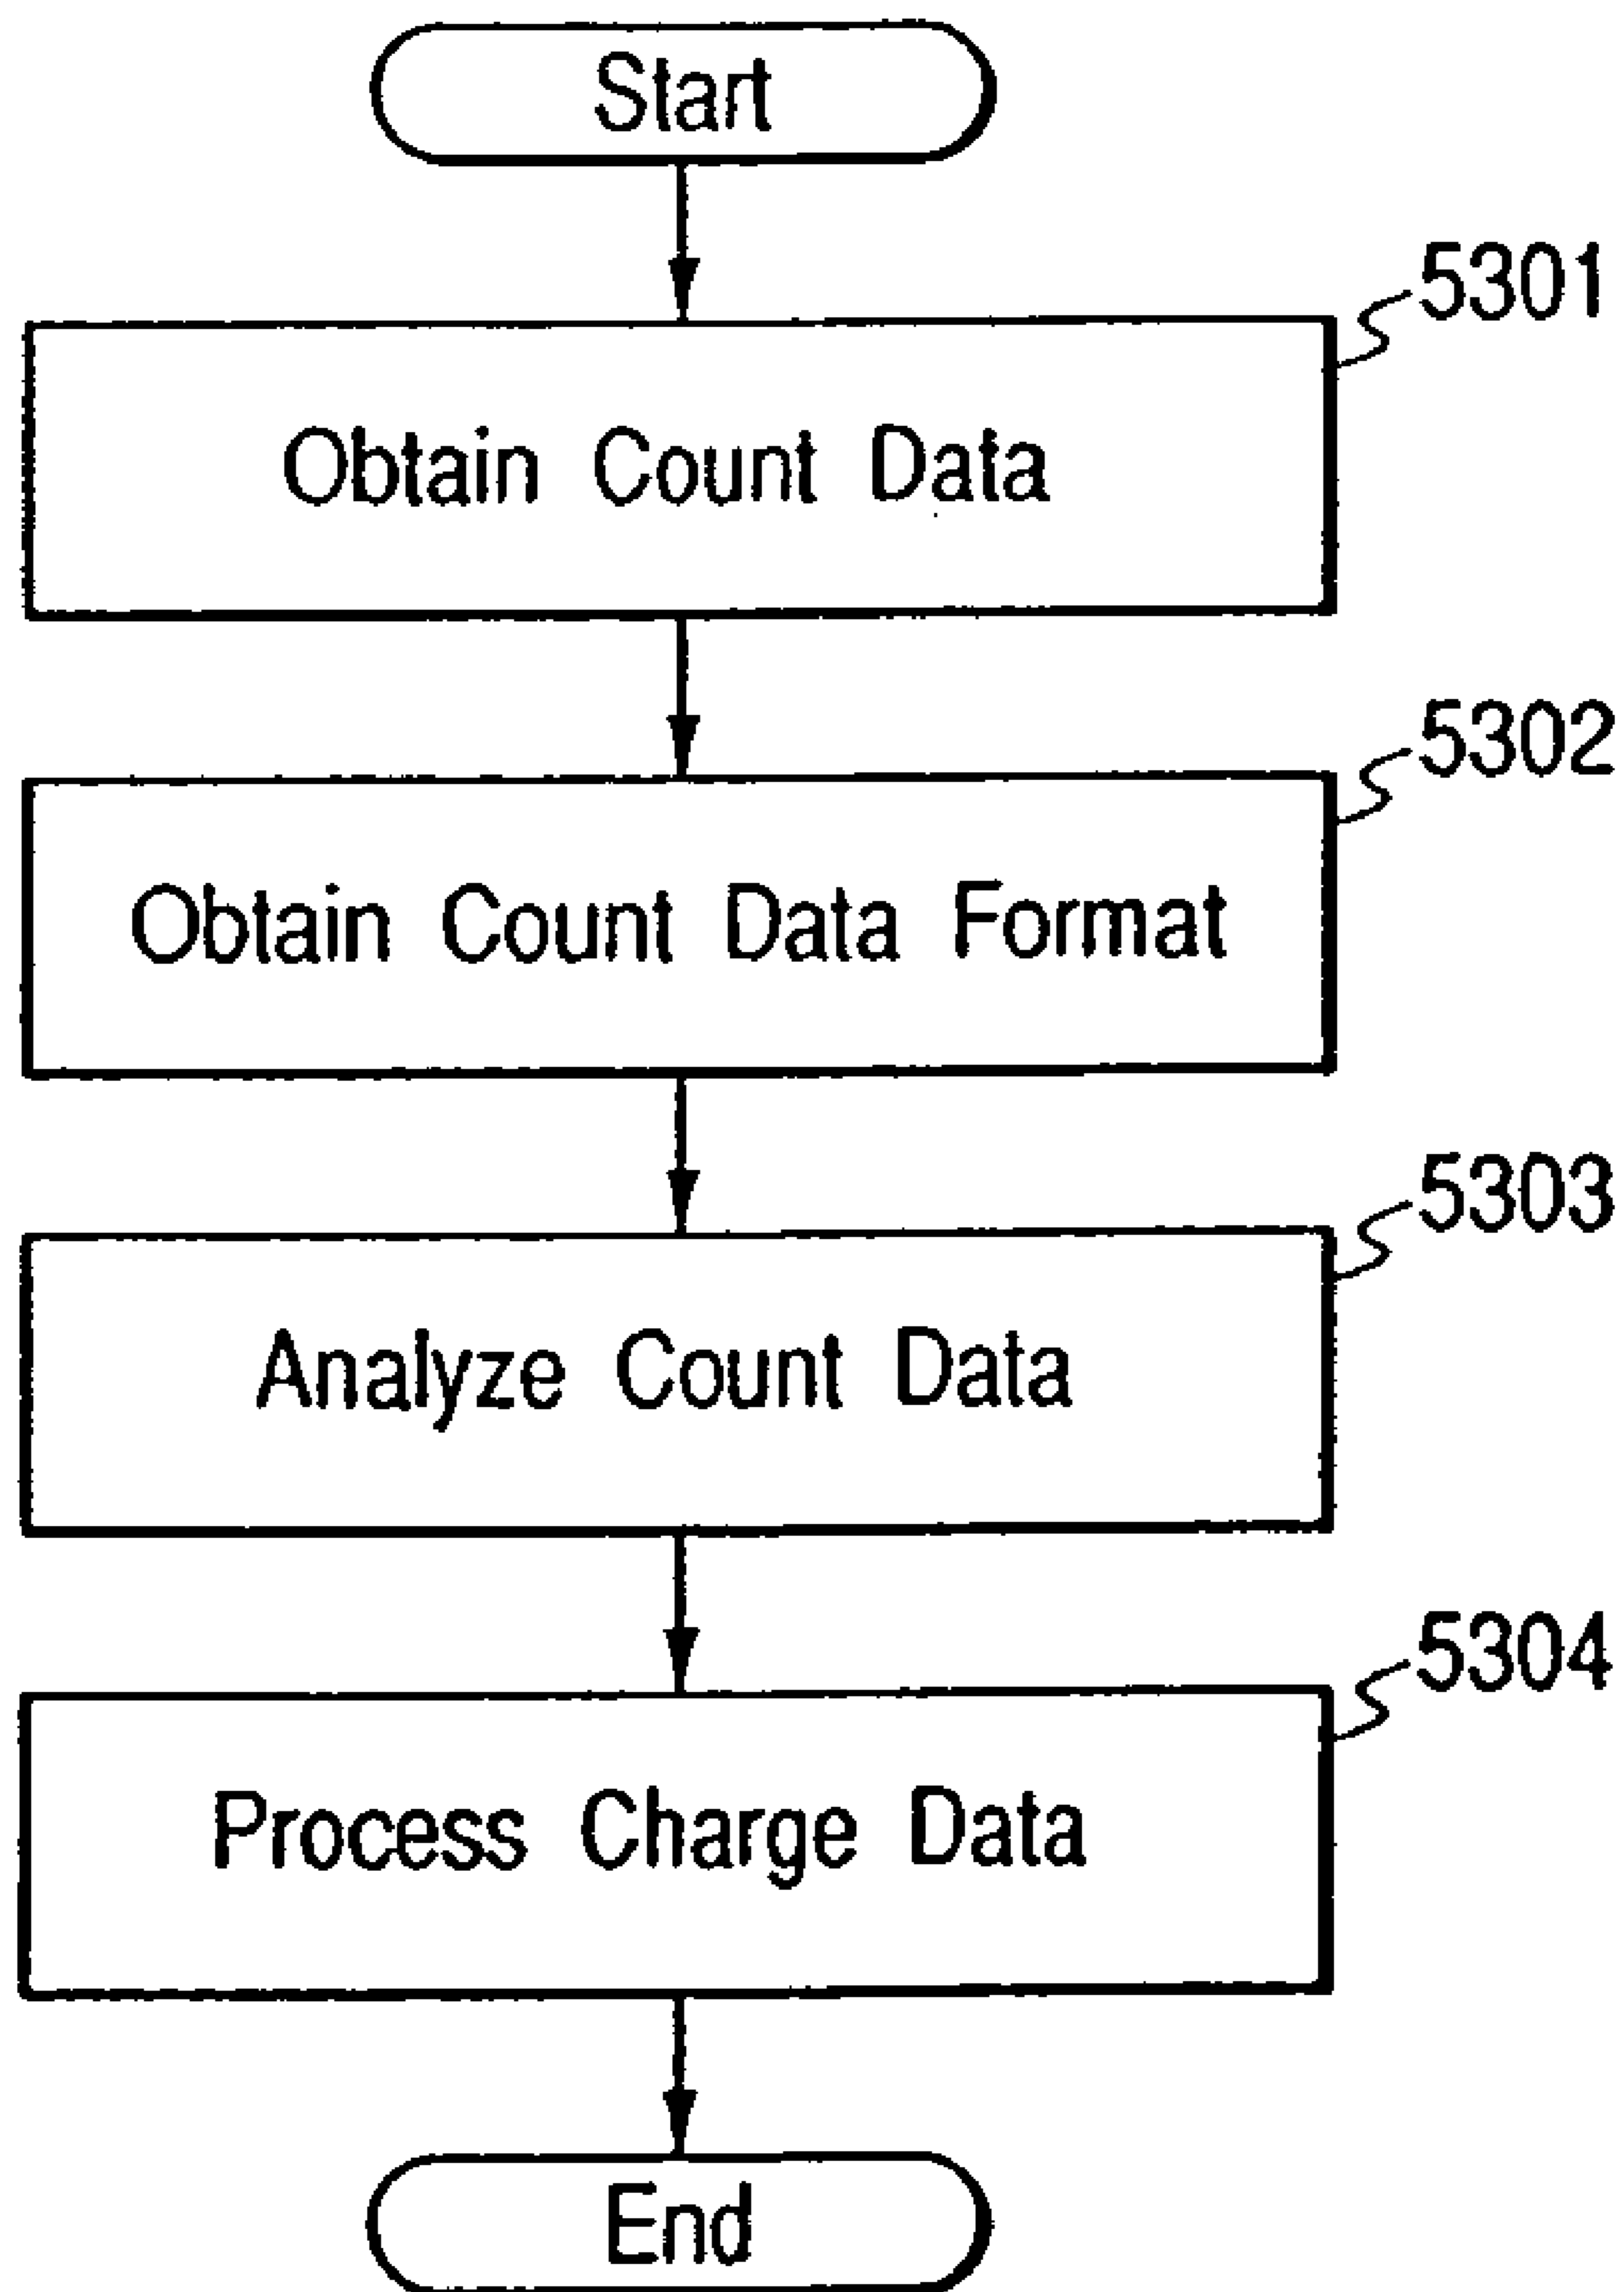 Start
5301
Obtain Count Data
5302
Obtain Count Data Format
5303
Analyze Count Data
5304
Process Charge Data
End